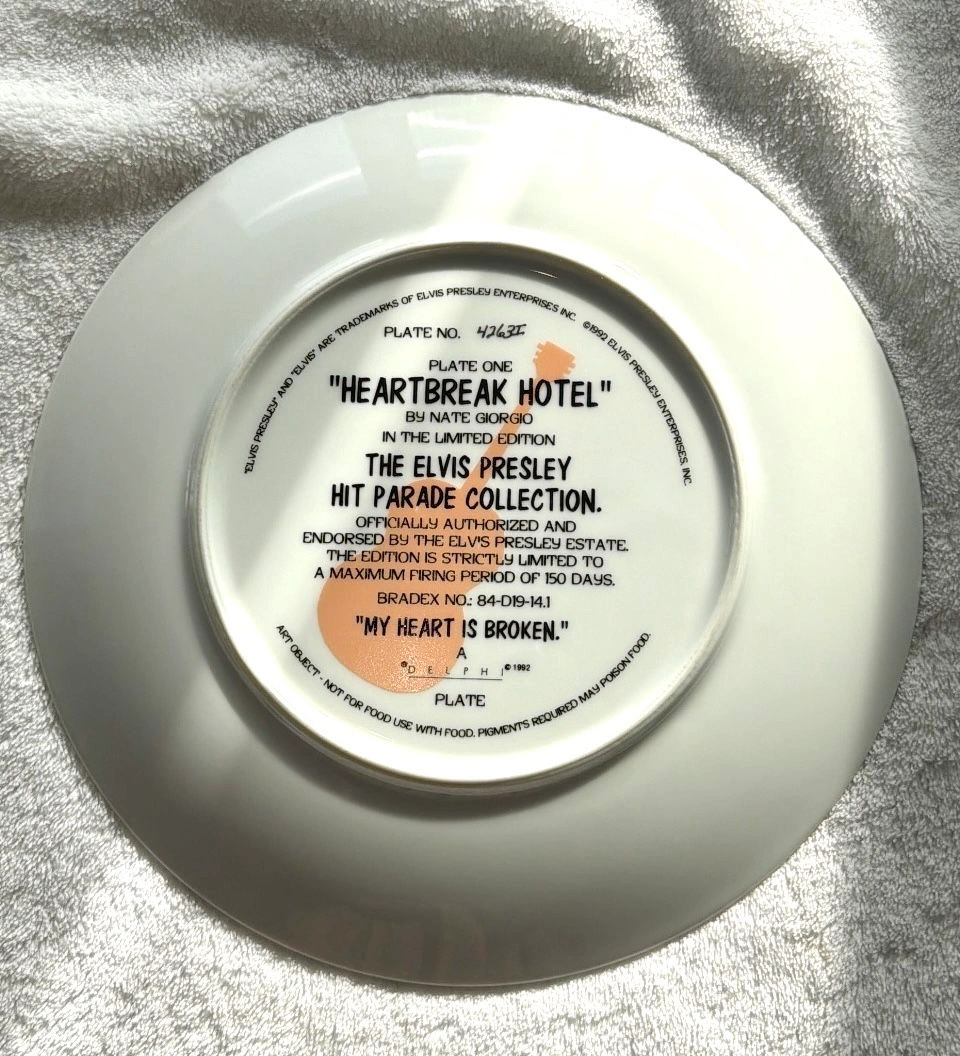 "ELVIS PRESLEY" AND "ELVIS" ARE TRADEMARKS OF ELVIS PRESLEY ENTERPRISES INC. ©1992 ELVIS PRESLEY ENTERPRISES, INC.
PLATE NO. 4263I
PLATE ONE
"HEARTBREAK HOTEL"
BY NATE GIORGIO
IN THE LIMITED EDITION
THE ELVIS PRESLEY
HIT PARADE COLLECTION.
OFFICIALLY AUTHORIZED AND
ENDORSED BY THE ELVIS PRESLEY ESTATE.
THE EDITION IS STRICTLY LIMITED TO
A MAXIMUM FIRING PERIOD OF 150 DAYS.
BRADEX NO.: 84-D19-14.1
"MY HEART IS BROKEN."
A
DELPHI © 1992
PLATE
ART OBJECT - NOT FOR FOOD USE WITH FOOD. PIGMENTS REQUIRED MAY POISON FOOD.